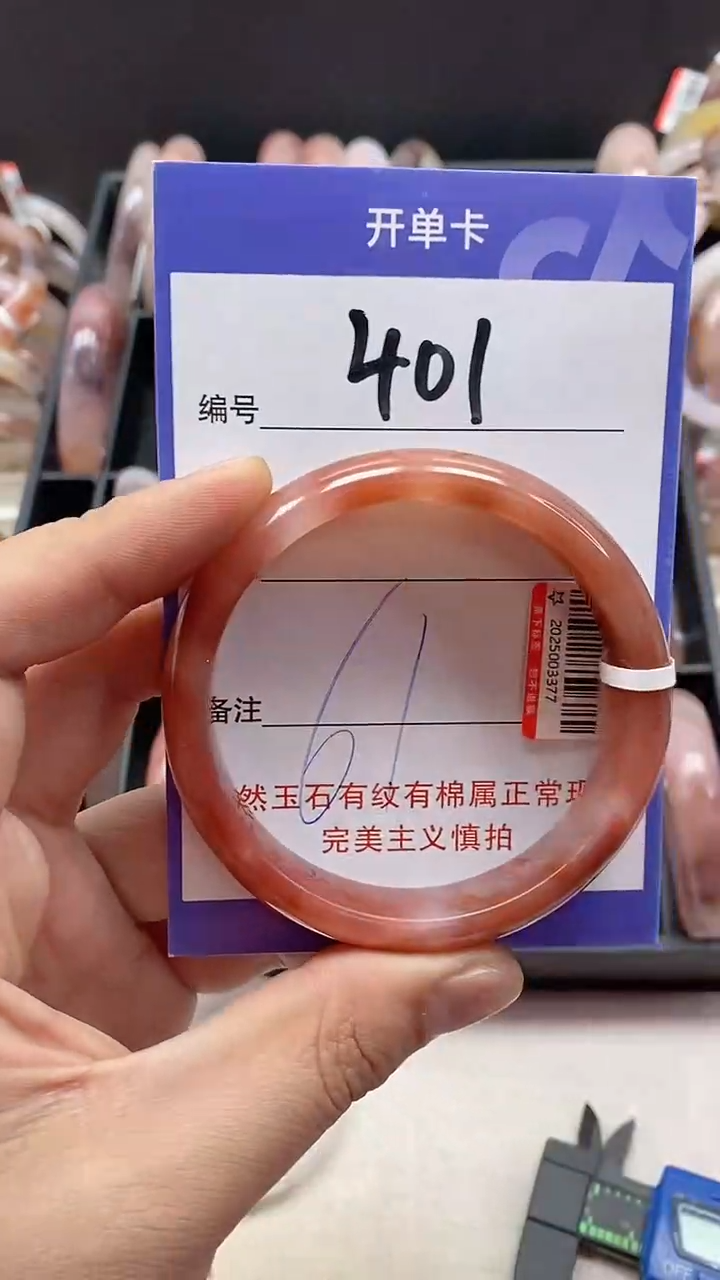 开单卡
编号 401
61
备注
2025003377
然玉石有纹有棉属正常现
完美主义慎拍
OFF